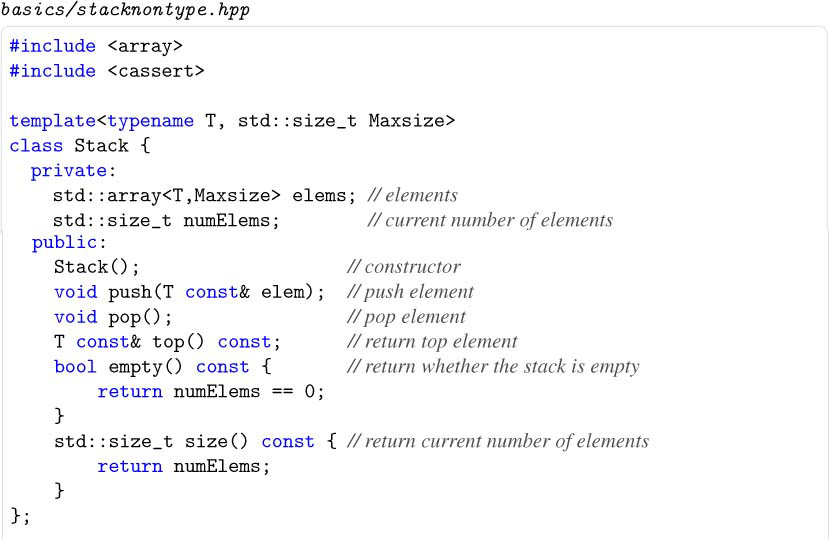 basics/stacknontype.hpp
#include <array>
#include <cassert>
template<typename T, std::size_t Maxsize>
class Stack {
private:
std::array<T,Maxsize> elems; // elements
std::size_t numElems; // current number of elements
public:
Stack(); // constructor
void push(T const& elem); // push element
void pop(); // pop element
T const& top() const; // return top element
bool empty() const { // return whether the stack is empty
return numElems == 0;
}
std::size_t size() const { // return current number of elements
return numElems;
}
};